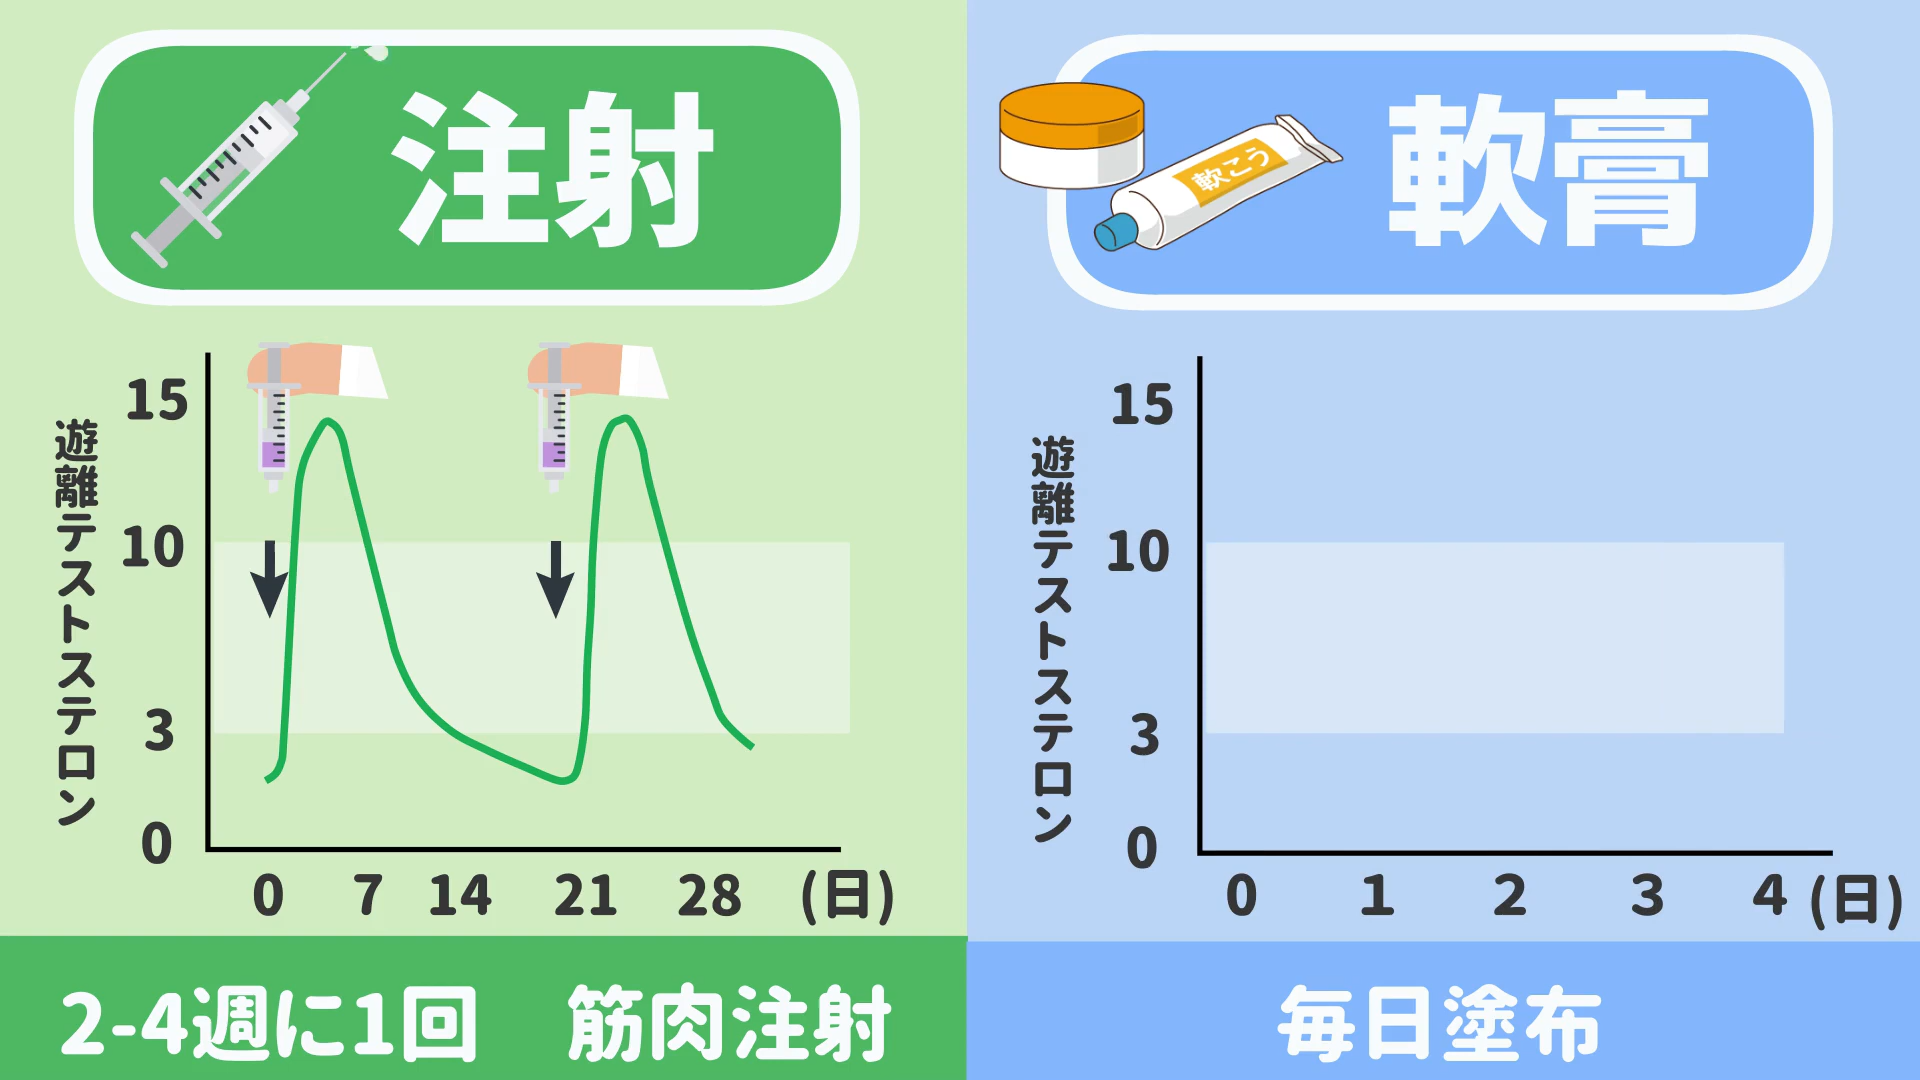 注射
15
10
3
0
遊離テストステロン
0 7 14 21 28 (日)
2-4週に1回 筋肉注射
軟膏
軟こう
15
10
3
0
遊離テストステロン
0 1 2 3 4 (日)
毎日塗布